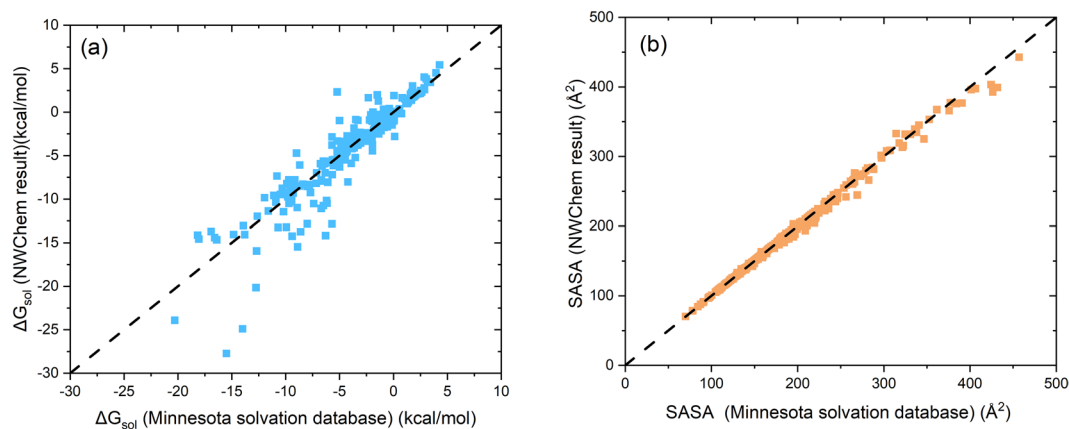 (a)
ΔG_sol (NWChem result)(kcal/mol)
10
5
0
-5
-10
-15
-20
-25
-30
-30 -25 -20 -15 -10 -5 0 5 10
ΔG_sol (Minnesota solvation database) (kcal/mol)
(b)
SASA (NWChem result) (Å²)
500
400
300
200
100
0
0 100 200 300 400 500
SASA (Minnesota solvation database) (Å²)